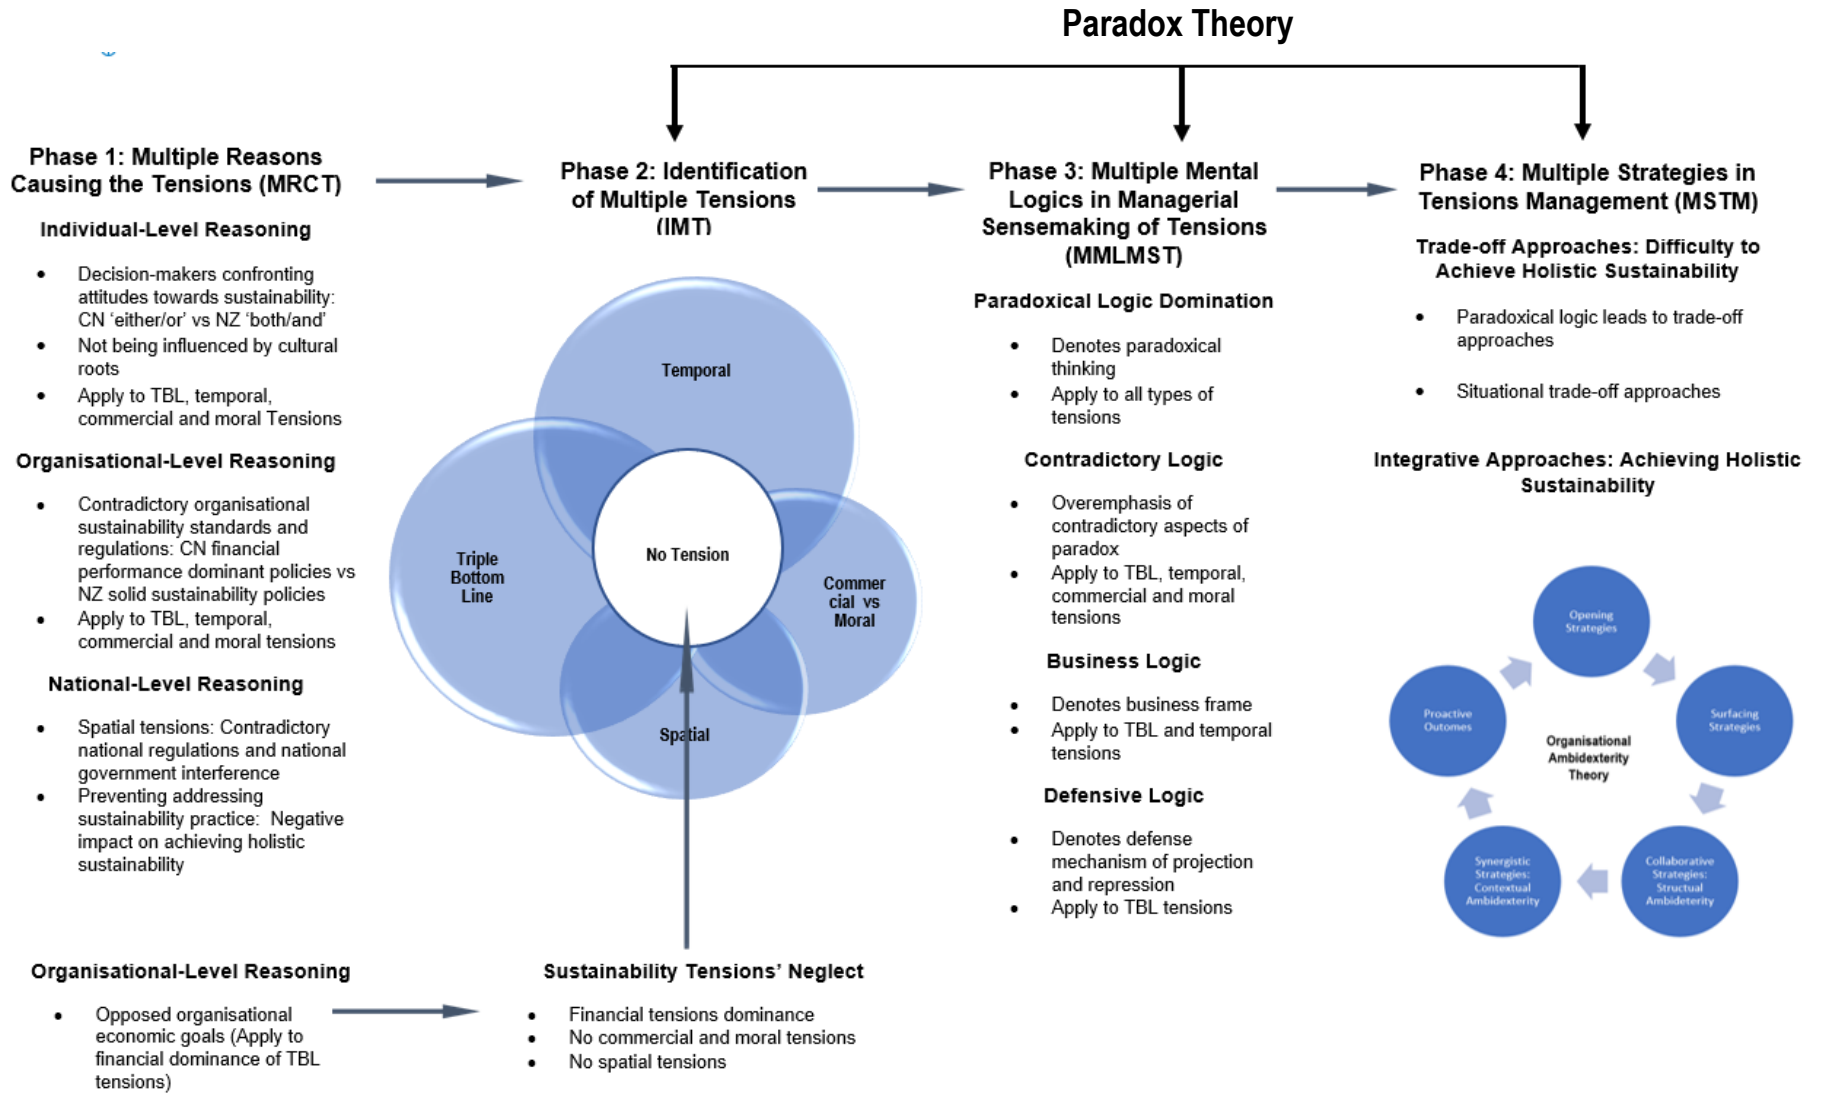 Paradox Theory
Phase 1: Multiple Reasons
Causing the Tensions (MRCT)
Individual-Level Reasoning
• Decision-makers confronting
attitudes towards sustainability:
CN ‘either/or’ vs NZ ‘both/and’
• Not being influenced by cultural
roots
• Apply to TBL, temporal,
commercial and moral Tensions
Organisational-Level Reasoning
• Contradictory organisational
sustainability standards and
regulations: CN financial
performance dominant policies vs
NZ solid sustainability policies
• Apply to TBL, temporal,
commercial and moral tensions
National-Level Reasoning
• Spatial tensions: Contradictory
national regulations and national
government interference
• Preventing addressing
sustainability practice: Negative
impact on achieving holistic
sustainability
Organisational-Level Reasoning
• Opposed organisational
economic goals (Apply to
financial dominance of TBL
tensions)
Phase 2: Identification
of Multiple Tensions
(IMT)
Temporal
Triple
Bottom
Line
No Tension
Commer
cial vs
Moral
Spatial
Sustainability Tensions’ Neglect
• Financial tensions dominance
• No commercial and moral tensions
• No spatial tensions
Phase 3: Multiple Mental
Logics in Managerial
Sensemaking of Tensions
(MMLMST)
Paradoxical Logic Domination
• Denotes paradoxical
thinking
• Apply to all types of
tensions
Contradictory Logic
• Overemphasis of
contradictory aspects of
paradox
• Apply to TBL, temporal,
commercial and moral
tensions
Business Logic
• Denotes business frame
• Apply to TBL and temporal
tensions
Defensive Logic
• Denotes defense
mechanism of projection
and repression
• Apply to TBL tensions
Phase 4: Multiple Strategies in
Tensions Management (MSTM)
Trade-off Approaches: Difficulty to
Achieve Holistic Sustainability
• Paradoxical logic leads to trade-off
approaches
• Situational trade-off approaches
Integrative Approaches: Achieving Holistic
Sustainability
Opening
Strategies
Surfacing
Strategies
Collaborative
Strategies:
Structual
Ambideterity
Synergistic
Strategies:
Contextual
Ambidexterity
Proactive
Outcomes
Organisational
Ambidexterity
Theory